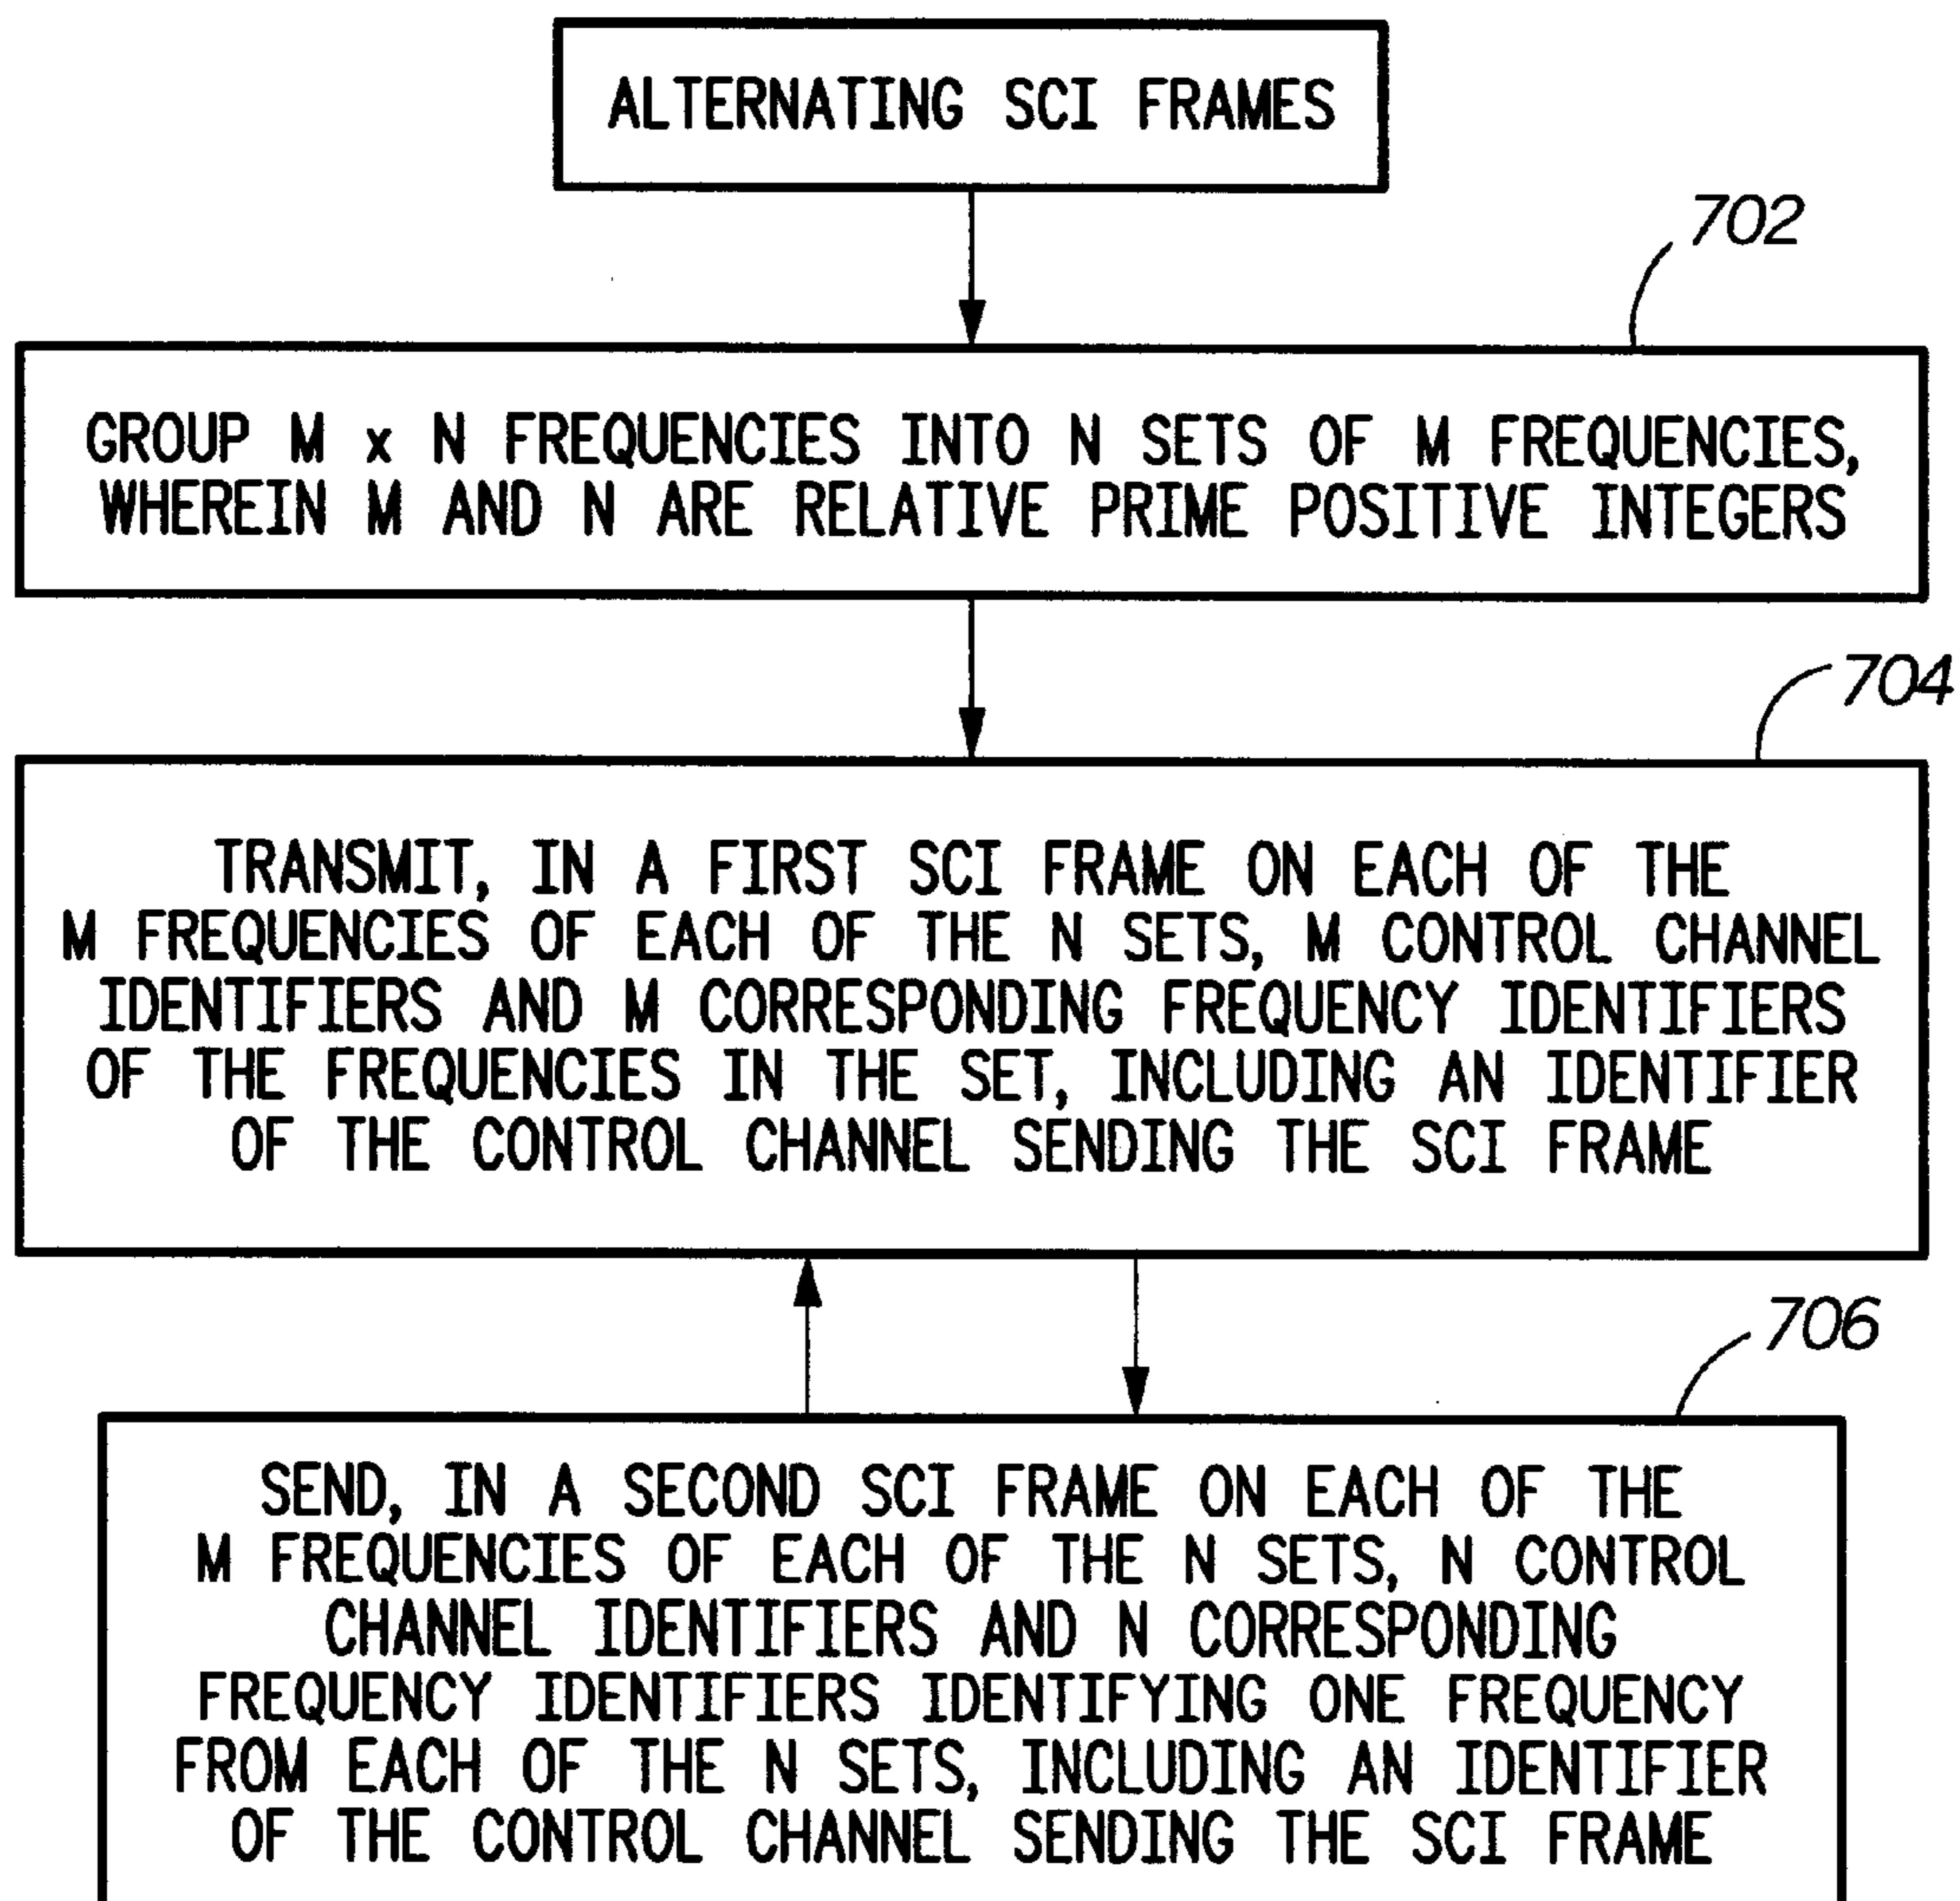 ALTERNATING SCI FRAMES
702
GROUP M x N FREQUENCIES INTO N SETS OF M FREQUENCIES,
WHEREIN M AND N ARE RELATIVE PRIME POSITIVE INTEGERS
704
TRANSMIT, IN A FIRST SCI FRAME ON EACH OF THE
M FREQUENCIES OF EACH OF THE N SETS, M CONTROL CHANNEL
IDENTIFIERS AND M CORRESPONDING FREQUENCY IDENTIFIERS
OF THE FREQUENCIES IN THE SET, INCLUDING AN IDENTIFIER
OF THE CONTROL CHANNEL SENDING THE SCI FRAME
706
SEND, IN A SECOND SCI FRAME ON EACH OF THE
M FREQUENCIES OF EACH OF THE N SETS, N CONTROL
CHANNEL IDENTIFIERS AND N CORRESPONDING
FREQUENCY IDENTIFIERS IDENTIFYING ONE FREQUENCY
FROM EACH OF THE N SETS, INCLUDING AN IDENTIFIER
OF THE CONTROL CHANNEL SENDING THE SCI FRAME